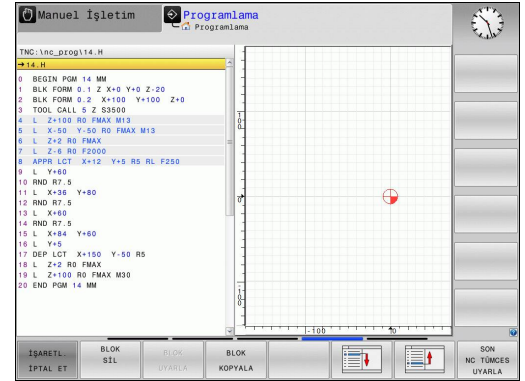 Manuel İşletim
Programlama
Programlama
TNC:\nc_prog\14.H
→14.H
0 BEGIN PGM 14 MM
1 BLK FORM 0.1 Z X+0 Y+0 Z-20
2 BLK FORM 0.2 X+100 Y+100 Z+0
3 TOOL CALL 5 Z S3500
4 L Z+100 R0 FMAX M13
5 L X-50 Y-50 R0 FMAX M13
6 L Z+2 R0 FMAX
7 L Z-6 R0 F2000
8 APPR LCT X+12 Y+5 R5 RL F250
9 L Y+60
10 RND R7.5
11 L X+36 Y+80
12 RND R7.5
13 L X+60
14 RND R7.5
15 L X+84 Y+60
16 L Y+5
17 DEP LCT X+150 Y-50 R5
18 L Z+2 R0 FMAX
19 L Z+100 R0 FMAX M30
20 END PGM 14 MM
-100
İŞARETL.
İPTAL ET
BLOK
SİL
BLOK
UYARLA
BLOK
KOPYALA
SON
NC TÜMCES
UYARLA